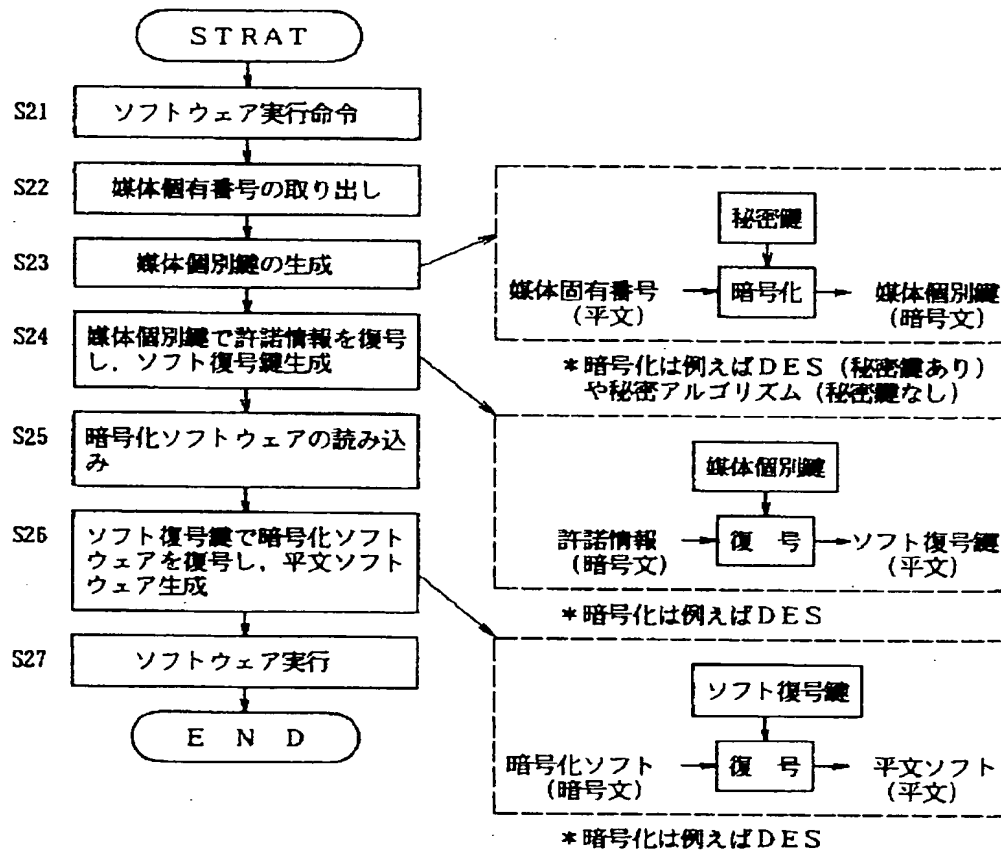 STRAT
S21
ソフトウェア実行命令
S22
媒体個有番号の取り出し
S23
媒体個別鍵の生成
S24
媒体個別鍵で許諾情報を復号
し，ソフト復号鍵生成
S25
暗号化ソフトウェアの読み込
み
S26
ソフト復号鍵で暗号化ソフト
ウェアを復号し，平文ソフト
ウェア生成
S27
ソフトウェア実行
END
秘密鍵
媒体固有番号
(平文)
暗号化
媒体個別鍵
(暗号文)
*暗号化は例えばDES（秘密鍵あり）
や秘密アルゴリズム（秘密鍵なし）
媒体個別鍵
許諾情報
(暗号文)
復 号
ソフト復号鍵
(平文)
*暗号化は例えばDES
ソフト復号鍵
暗号化ソフト
(暗号文)
復 号
平文ソフト
(平文)
*暗号化は例えばDES